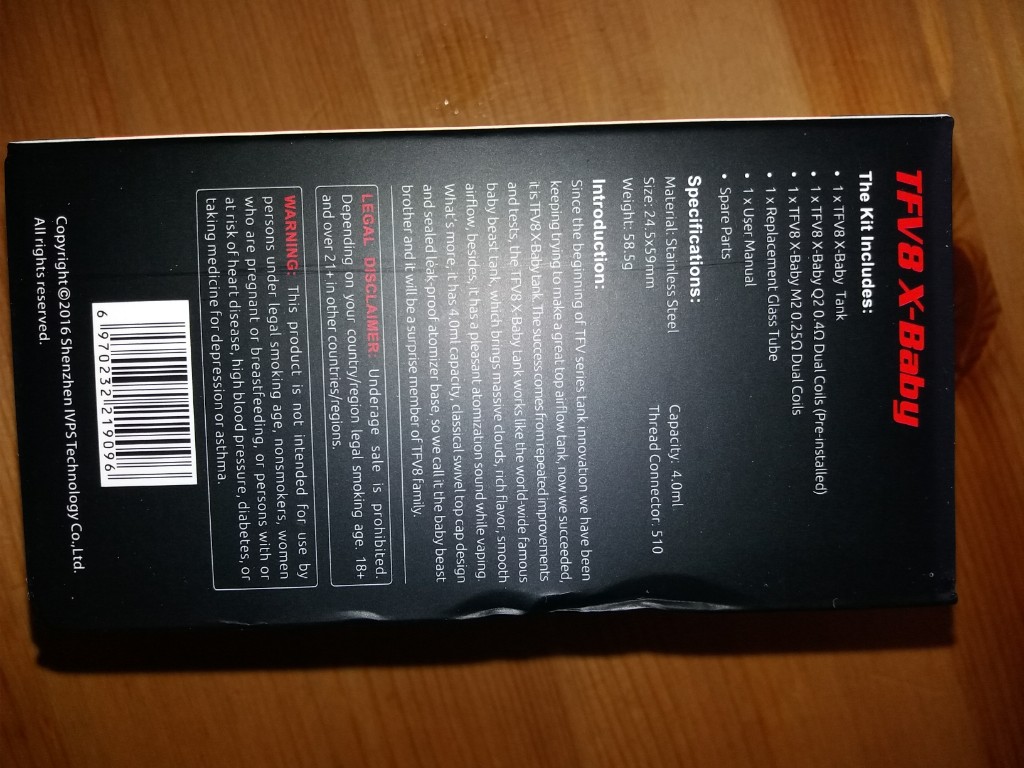 TFV8 X-Baby
The Kit Includes:
• 1 x TFV8 X-Baby Tank
• 1 x TFV8 X-Baby Q2 0.4Ω Dual Coils (Pre-installed)
• 1 x TFV8 X-Baby M2 0.25Ω Dual Coils
• 1 x Replacement Glass Tube
• 1 x User Manual
• Spare Parts
Specifications:
Material: Stainless Steel Capacity: 4.0ml
Size: 24.5x59mm Thread Connector: 510
Weight: 58.5g
Introduction:
Since the beginning of TFV series tank innovation we have been
keeping trying to make a great top airflow tank, now we succeeded,
it is TFV8 X-Baby tank. The success comes from repeated improvements
and tests, the TFV8 X-Baby tank works like the world-wide famous
baby beast tank, which brings massive clouds, rich flavor, smooth
airflow, besides, it has a pleasant atomization sound while vaping.
What's more, it has 4.0ml capacity, classical swivel top cap design
and sealed leak-proof atomizer base, so we call it the baby beast
brother and it will be a surprise member of TFV8 family.
LEGAL DISCLAIMER: Underage sale is prohibited.
Depending on your country/region legal smoking age. 18+
and over 21+ in other countries/regions.
WARNING: This product is not intended for use by
persons under legal smoking age, nonsmokers, women
who are pregnant or breastfeeding, or persons with or
at risk of heart disease, high blood pressure, diabetes, or
taking medicine for depression or asthma.
6 970232 219096
Copyright©2016 Shenzhen IVPS Technology Co.,Ltd.
All rights reserved.